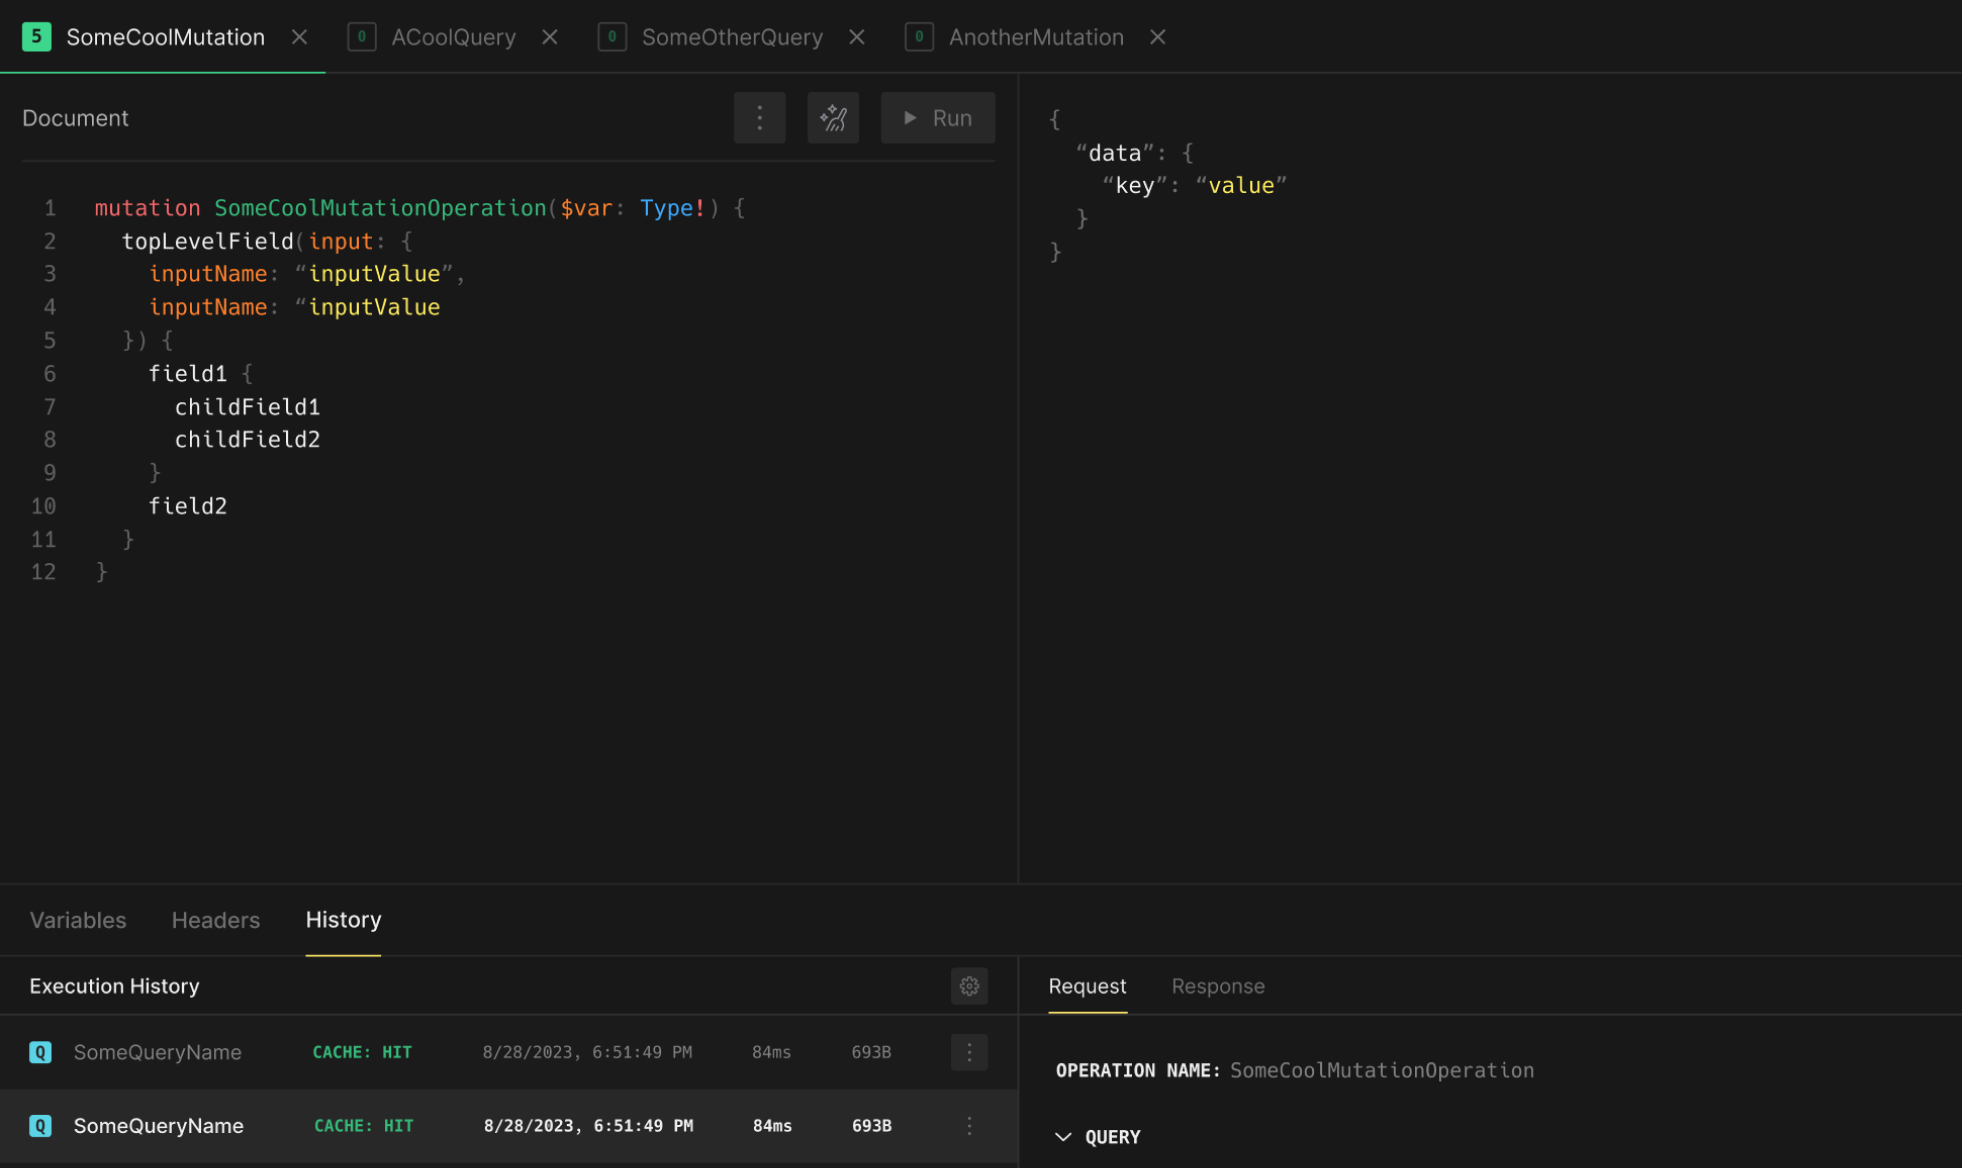 5 SomeCoolMutation 0 ACoolQuery 0 SomeOtherQuery 0 AnotherMutation
Document Run
1 mutation SomeCoolMutationOperation($var: Type!) {
2 topLevelField(input: {
3 inputName: “inputValue”,
4 inputName: “inputValue
5 }) {
6 field1 {
7 childField1
8 childField2
9 }
10 field2
11 }
12 }
{
“data”: {
“key”: “value”
}
}
Variables Headers History
Execution History
Q SomeQueryName CACHE: HIT 8/28/2023, 6:51:49 PM 84ms 693B
Q SomeQueryName CACHE: HIT 8/28/2023, 6:51:49 PM 84ms 693B
Request Response
OPERATION NAME: SomeCoolMutationOperation
QUERY